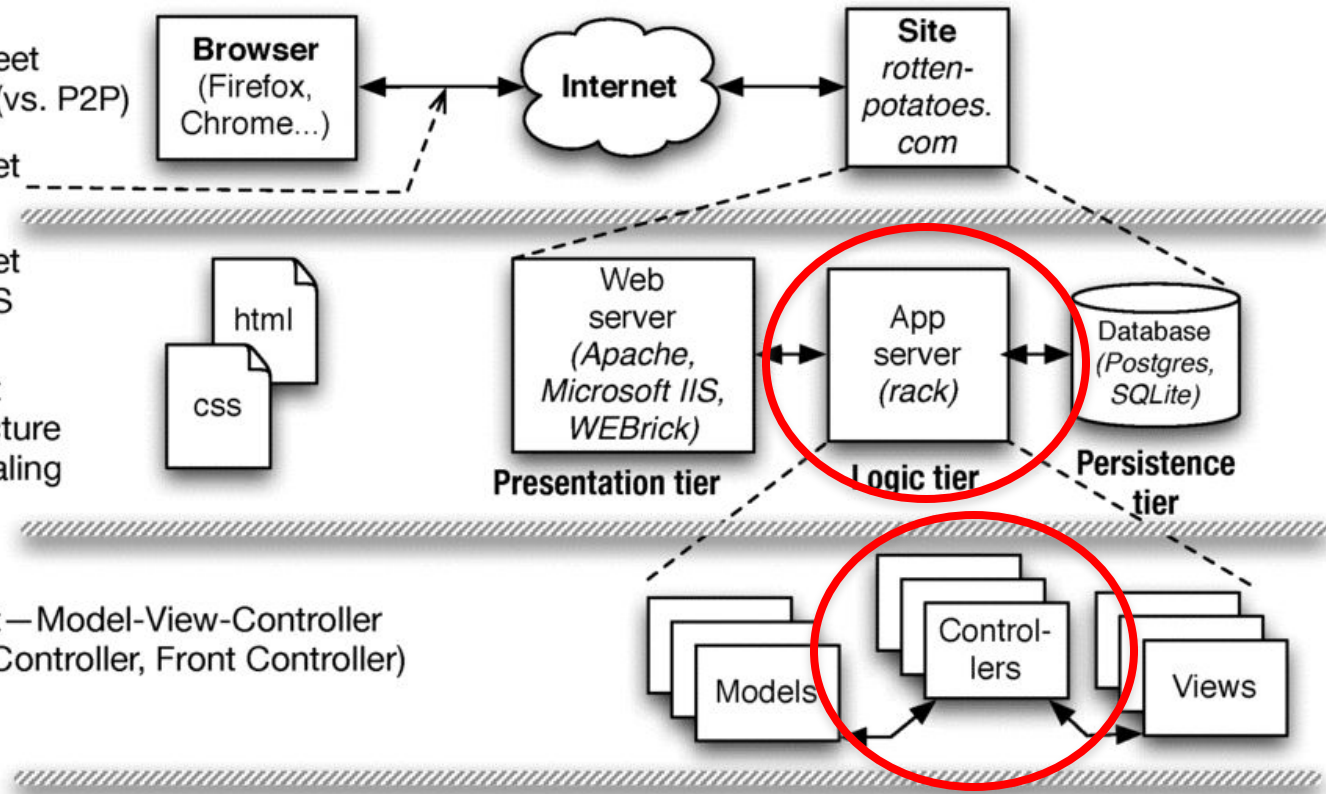 eet
(vs. P2P)
et
Browser
(Firefox,
Chrome...)
Internet
Site
rotten-
potatoes.
com
et
S
cture
aling
html
css
Web
server
(Apache,
Microsoft IIS,
WEBrick)
Presentation tier
App
server
(rack)
Logic tier
Database
(Postgres,
SQLite)
Persistence
tier
—Model-View-Controller
Controller, Front Controller)
Models
Control-
lers
Views